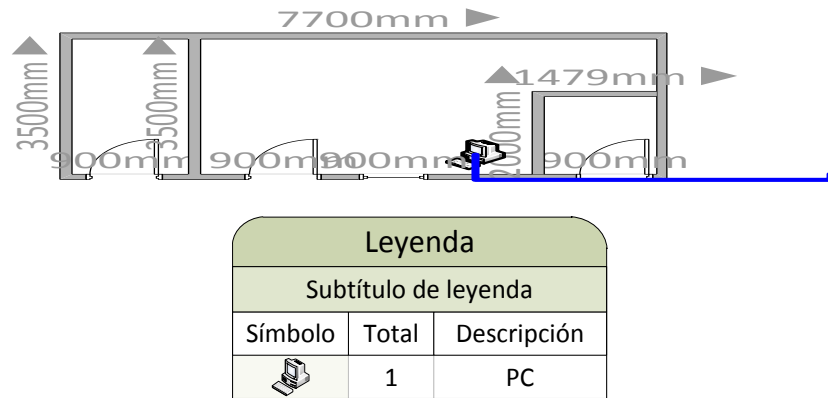 7700mm
3500mm
3500mm
1479mm
900mm
900mm
900mm
900mm
Leyenda
Subtítulo de leyenda
Símbolo Total Descripción
1 PC